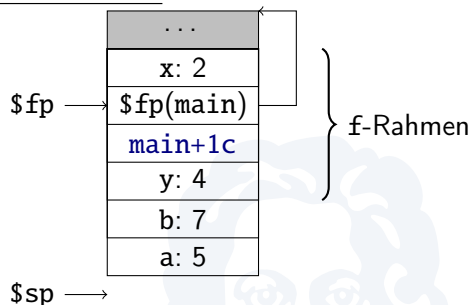 ...
x: 2
$fp $fp(main)
main+1c
f-Rahmen
y: 4
b: 7
a: 5
$sp